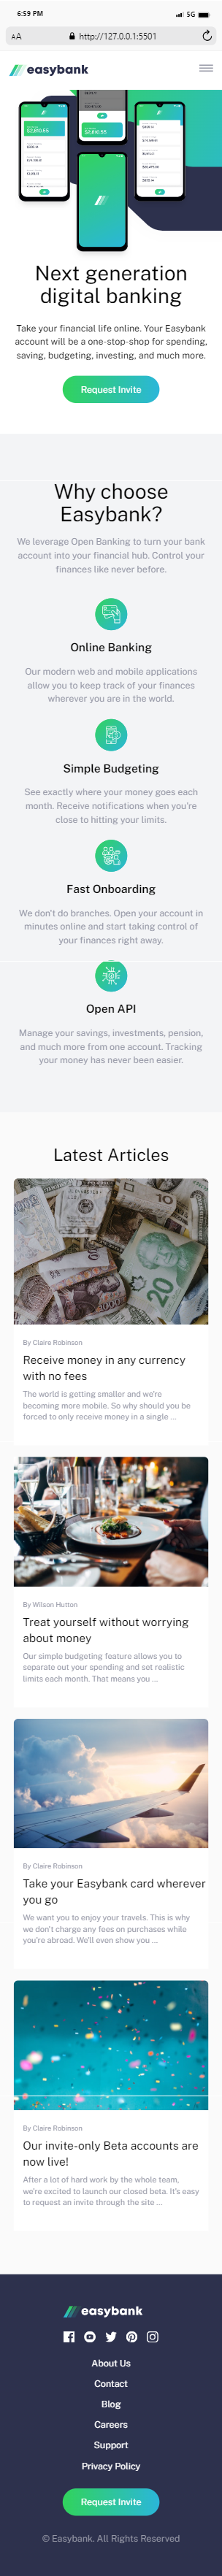 6:59 PM
5G
AA
http://127.0.0.1:5501
easybank
Next generation
digital banking
Take your financial life online. Your Easybank
account will be a one-stop-shop for spending,
saving, budgeting, investing, and much more.
Request Invite
Why choose
Easybank?
We leverage Open Banking to turn your bank
account into your financial hub. Control your
finances like never before.
Online Banking
Our modern web and mobile applications
allow you to keep track of your finances
wherever you are in the world.
Simple Budgeting
See exactly where your money goes each
month. Receive notifications when you're
close to hitting your limits.
Fast Onboarding
We don't do branches. Open your account in
minutes online and start taking control of
your finances right away.
Open API
Manage your savings, investments, pension,
and much more from one account. Tracking
your money has never been easier.
Latest Articles
By Claire Robinson
Receive money in any currency
with no fees
The world is getting smaller and we're
becoming more mobile. So why should you be
forced to only receive money in a single ...
By Wilson Hutton
Treat yourself without worrying
about money
Our simple budgeting feature allows you to
separate out your spending and set realistic
limits each month. That means you ...
By Claire Robinson
Take your Easybank card wherever
you go
We want you to enjoy your travels. This is why
we don't charge any fees on purchases while
you're abroad. We'll even show you ...
By Claire Robinson
Our invite-only Beta accounts are
now live!
After a lot of hard work by the whole team,
we're excited to launch our closed beta. It's easy
to request an invite through the site ...
easybank
About Us
Contact
Blog
Careers
Support
Privacy Policy
Request Invite
© Easybank. All Rights Reserved